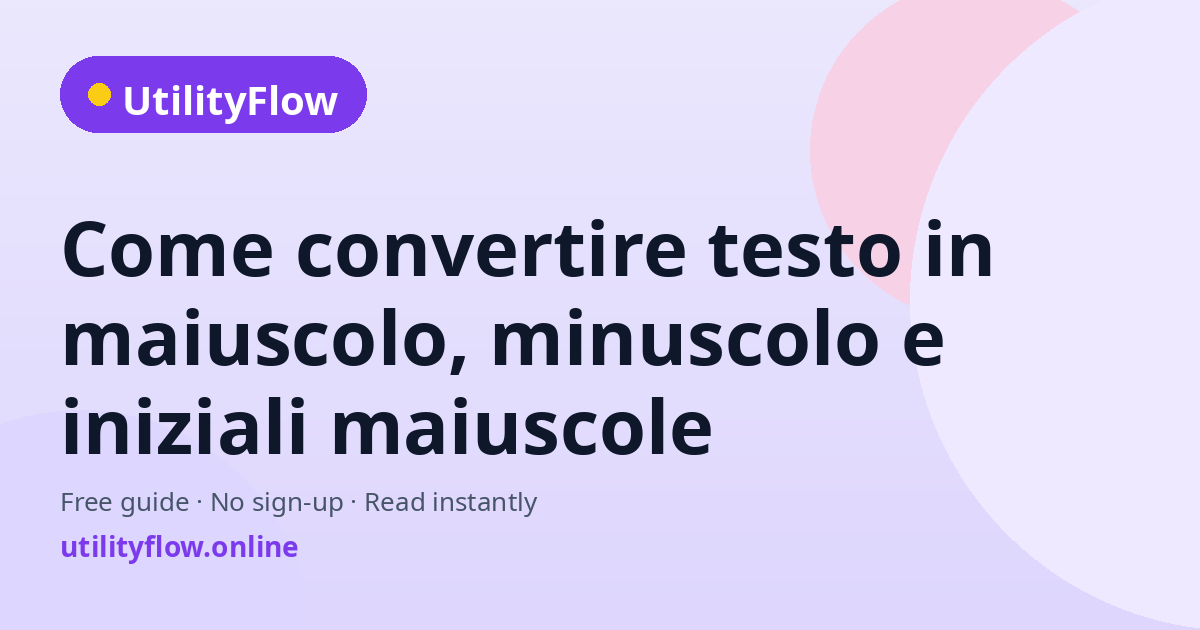 UtilityFlow
Come convertire testo in
maiuscolo, minuscolo e
iniziali maiuscole
Free guide · No sign-up · Read instantly
utilityflow.online